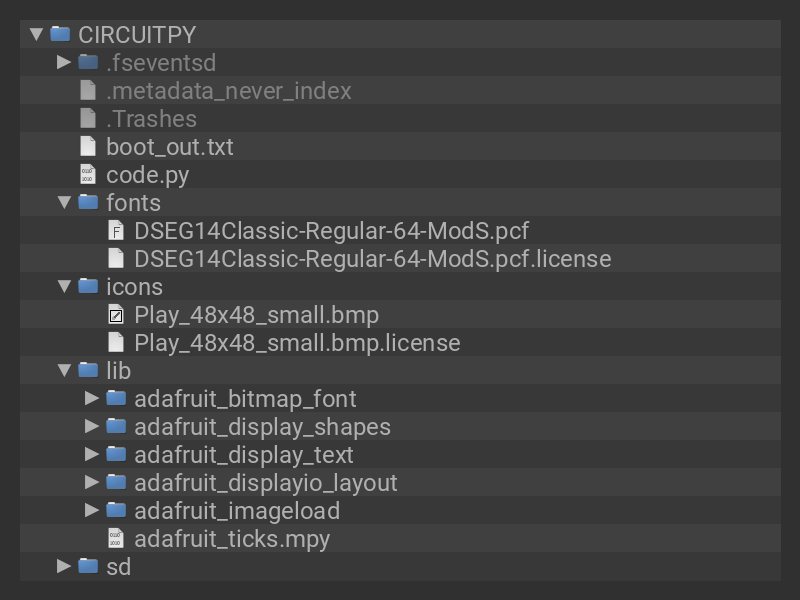 CIRCUITPY
.fseventsd
.metadata_never_index
.Trashes
boot_out.txt
code.py
fonts
DSEG14Classic-Regular-64-ModS.pcf
DSEG14Classic-Regular-64-ModS.pcf.license
icons
Play_48x48_small.bmp
Play_48x48_small.bmp.license
lib
adafruit_bitmap_font
adafruit_display_shapes
adafruit_display_text
adafruit_displayio_layout
adafruit_imageload
adafruit_ticks.mpy
sd